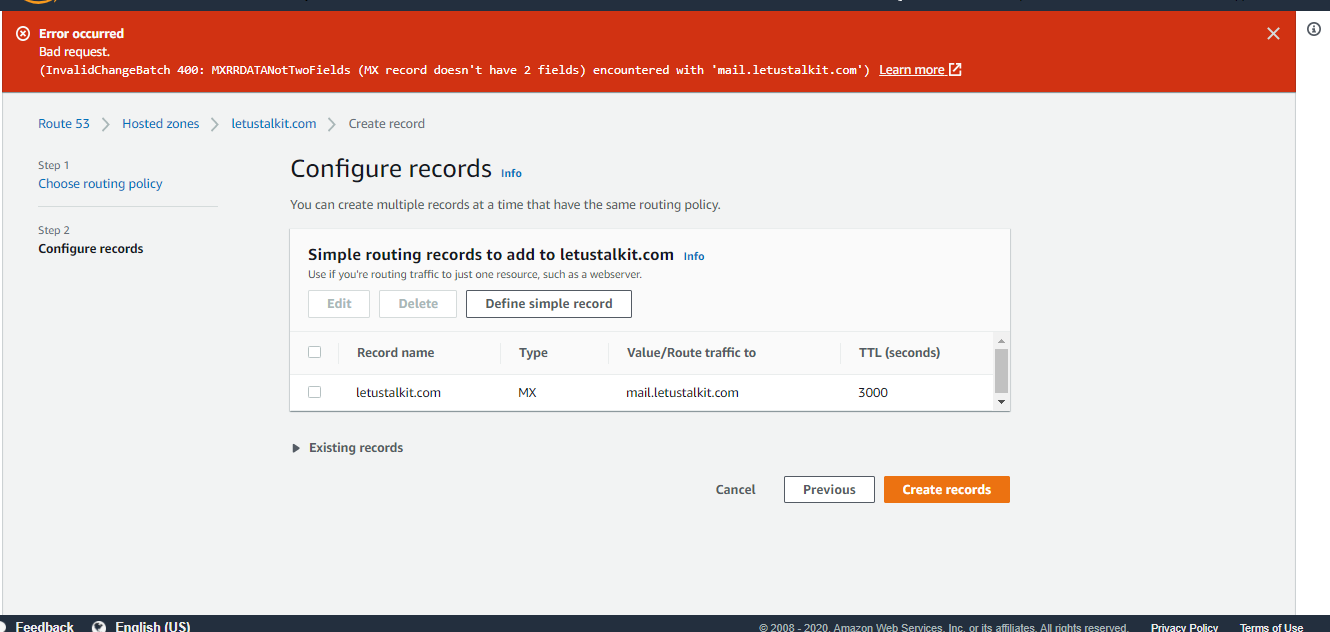 Error occurred
Bad request.
(InvalidChangeBatch 400: MXRRDATANotTwoFields (MX record doesn't have 2 fields) encountered with 'mail.letustalkit.com') Learn more
Route 53 Hosted zones letustalkit.com Create record
Step 1
Choose routing policy
Step 2
Configure records
Configure records Info
You can create multiple records at a time that have the same routing policy.
Simple routing records to add to letustalkit.com Info
Use if you're routing traffic to just one resource, such as a webserver.
Edit Delete Define simple record
Record name Type Value/Route traffic to TTL (seconds)
letustalkit.com MX mail.letustalkit.com 3000
Existing records
Cancel Previous Create records
Feedback English (US) © 2008 - 2020, Amazon Web Services, Inc. or its affiliates. All rights reserved. Privacy Policy Terms of Use